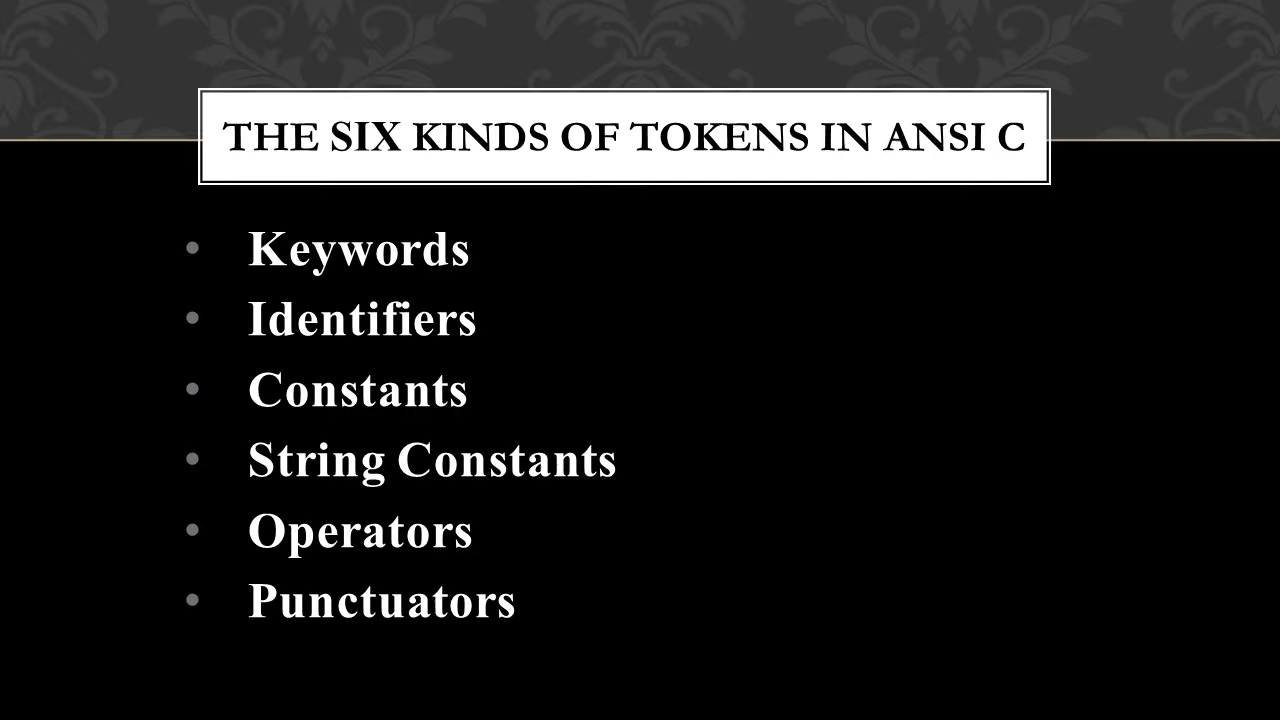 THE SIX KINDS OF TOKENS IN ANSI C
• Keywords
• Identifiers
• Constants
• String Constants
• Operators
• Punctuators